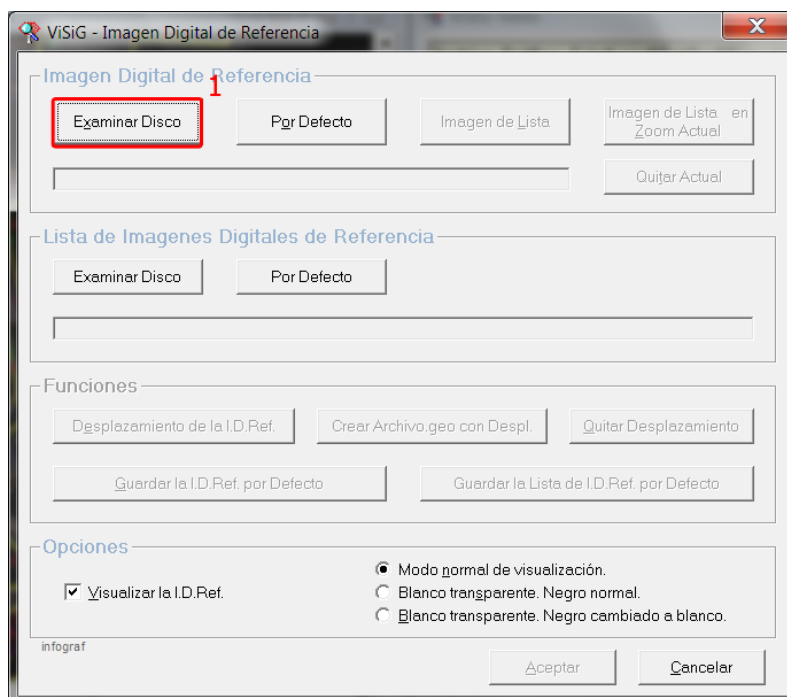 ViSiG - Imagen Digital de Referencia
Imagen Digital de Referencia
1
Examinar Disco
Por Defecto
Imagen de Lista
Imagen de Lista en
Zoom Actual
Quitar Actual
Lista de Imagenes Digitales de Referencia
Examinar Disco
Por Defecto
Funciones
Desplazamiento de la I.D.Ref.
Crear Archivo.geo con Despl.
Quitar Desplazamiento
Guardar la I.D.Ref. por Defecto
Guardar la Lista de I.D.Ref. por Defecto
Opciones
Visualizar la I.D.Ref.
Modo normal de visualización.
Blanco transparente. Negro normal.
Blanco transparente. Negro cambiado a blanco.
infograf
Aceptar
Cancelar